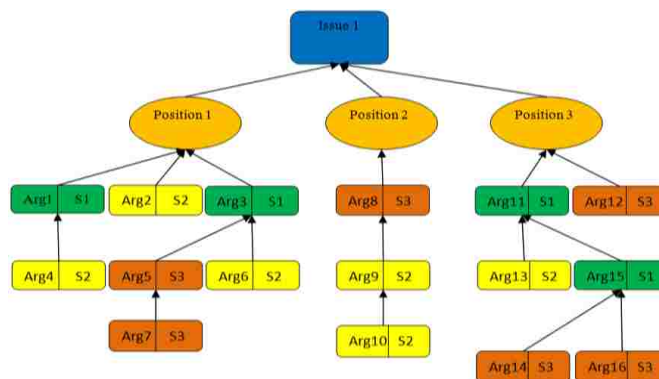 Issue 1
Position 1 Position 2 Position 3
Arg1 S1 Arg2 S2 Arg3 S1 Arg8 S3 Arg11 S1 Arg12 S3
Arg4 S2 Arg5 S3 Arg6 S2 Arg9 S2 Arg13 S2 Arg15 S1
Arg7 S3 Arg10 S2
Arg14 S3 Arg16 S3